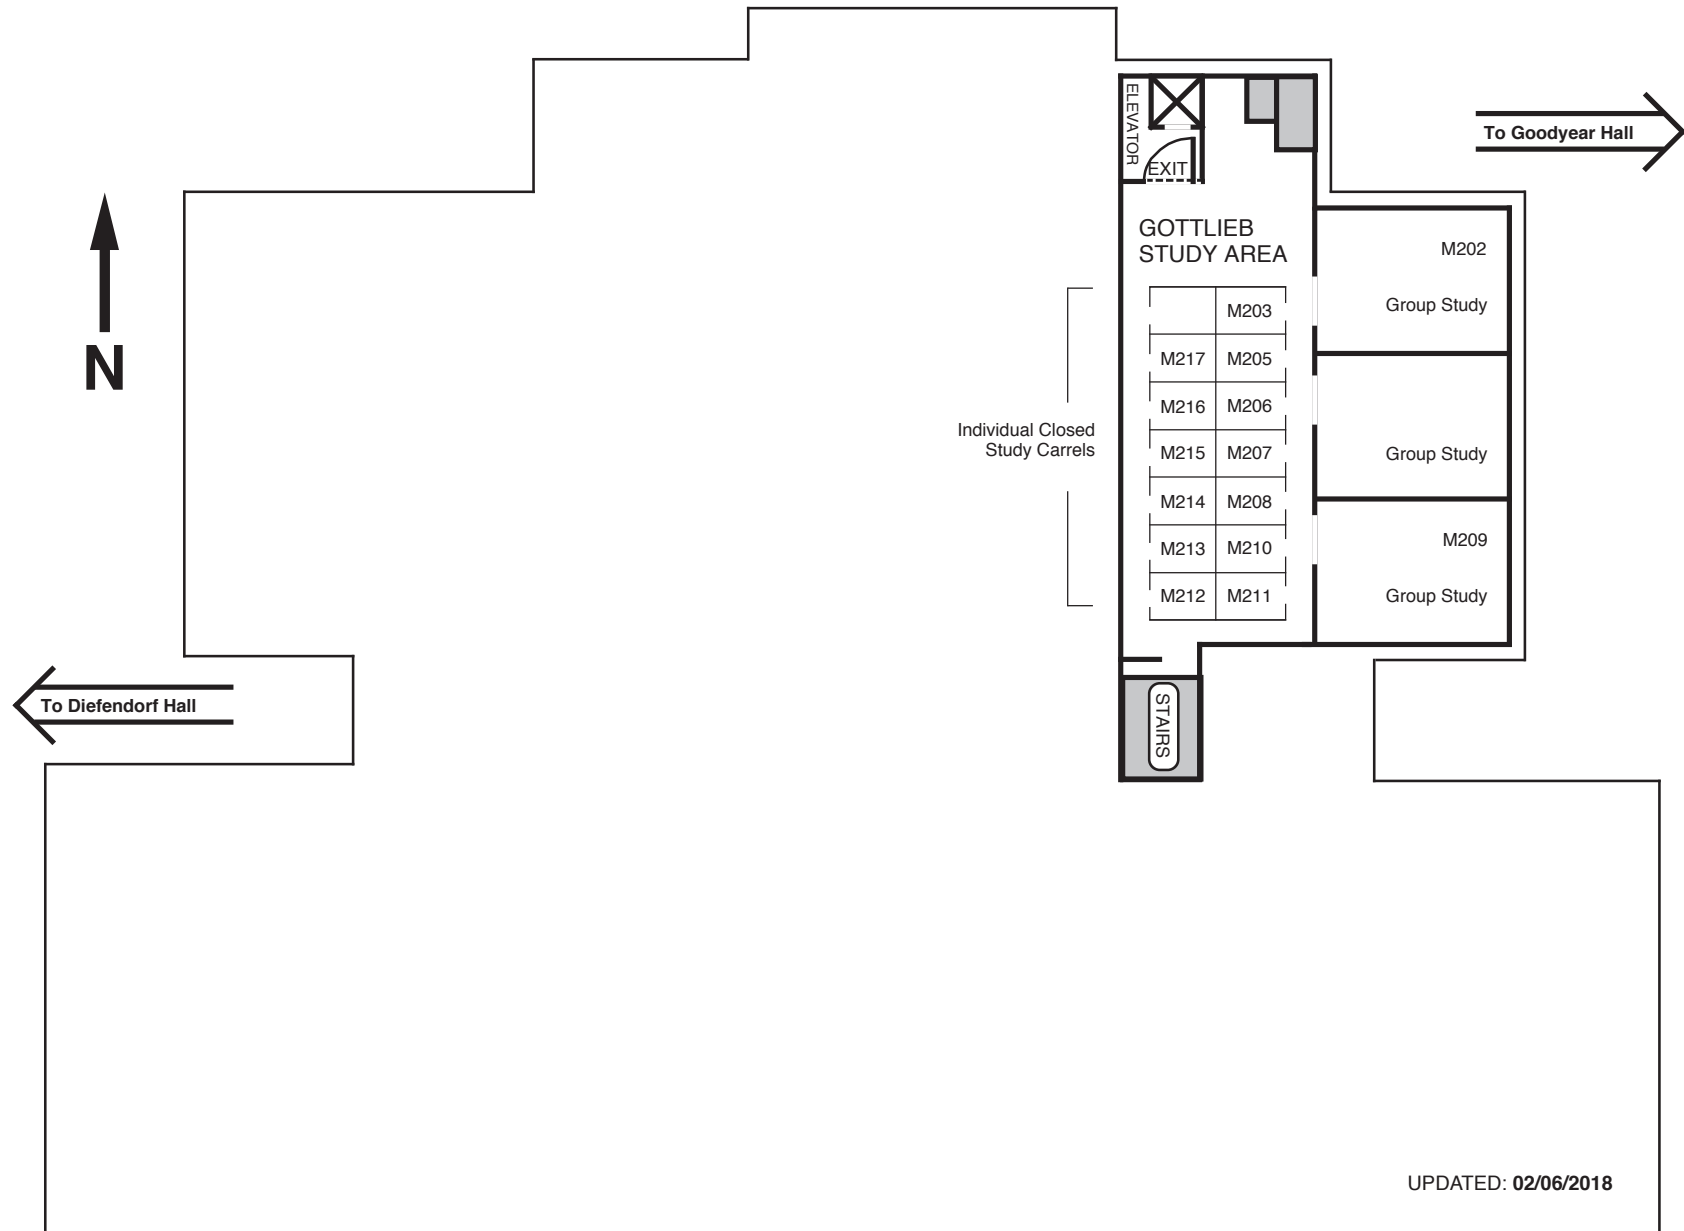 ELEVATOR
To Goodyear Hall
EXIT
GOTTLIEB
STUDY AREA
M202
Group Study
N
M203
M217 M205
M216 M206
Individual Closed
Study Carrels
M215 M207
Group Study
M214 M208
M213 M210
M209
M212 M211
Group Study
To Diefendorf Hall
STAIRS
UPDATED: 02/06/2018